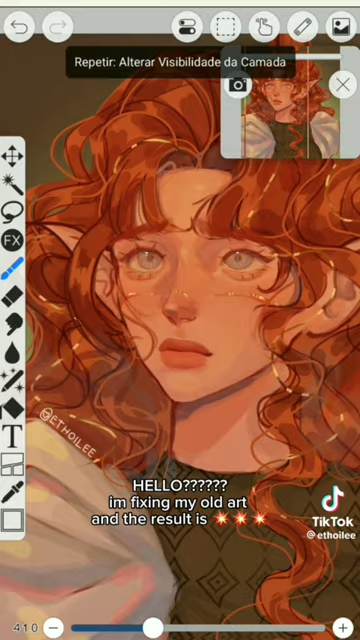 Repetir: Alterar Visibilidade da Camada
FX
T
@ETHOILEE
HELLO??????
im fixing my old art
and the result is 💥💥💥
TikTok
@ethoilee
410